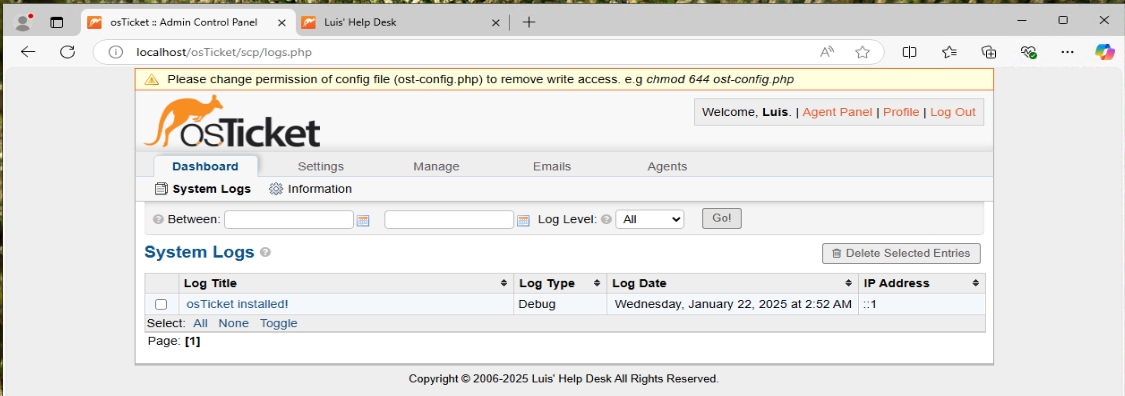 osTicket :: Admin Control Panel
Luis' Help Desk
localhost/osTicket/scp/logs.php
Please change permission of config file (ost-config.php) to remove write access. e.g chmod 644 ost-config.php
osTicket
Welcome, Luis. | Agent Panel | Profile | Log Out
Dashboard Settings Manage Emails Agents
System Logs Information
Between: Log Level: All Go!
System Logs
Delete Selected Entries
Log Title Log Type Log Date IP Address
osTicket installed! Debug Wednesday, January 22, 2025 at 2:52 AM ::1
Select: All None Toggle
Page: [1]
Copyright © 2006-2025 Luis' Help Desk All Rights Reserved.